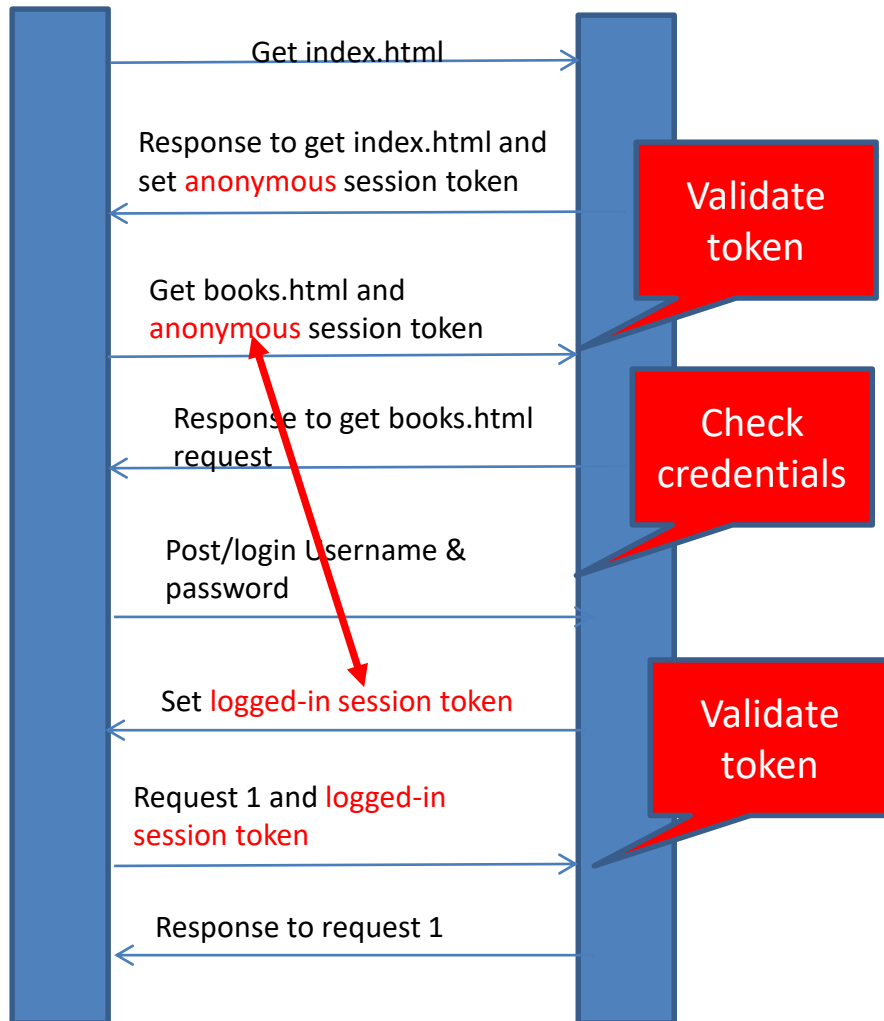 Get index.html
Response to get index.html and
set anonymous session token
Validate
token
Get books.html and
anonymous session token
Response to get books.html
request
Check
credentials
Post/login Username &
password
Set logged-in session token
Validate
token
Request 1 and logged-in
session token
Response to request 1